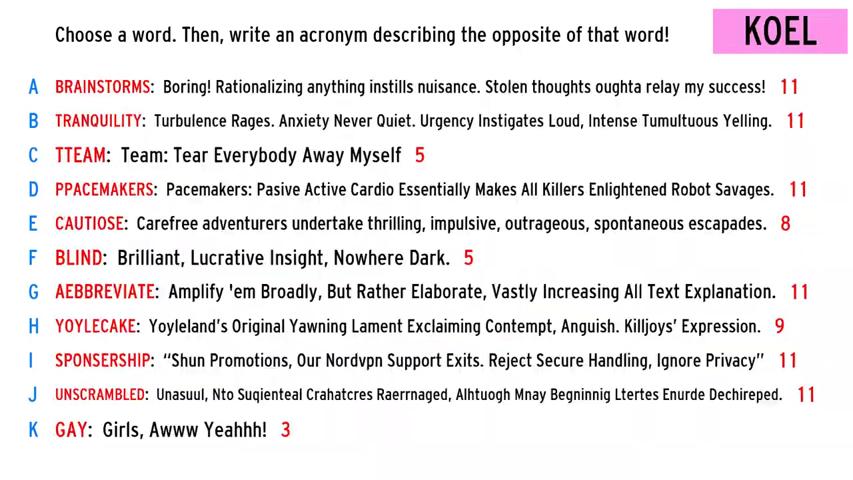 Choose a word. Then, write an acronym describing the opposite of that word!
KOEL
A BRAINSTORMS: Boring! Rationalizing anything instills nuisance. Stolen thoughts oughta relay my success! 11
B TRANQUILITY: Turbulence Rages. Anxiety Never Quiet. Urgency Instigates Loud, Intense Tumultuous Yelling. 11
C TTEAM: Team: Tear Everybody Away Myself 5
D PPACEMAKERS: Pacemakers: Pasive Active Cardio Essentially Makes All Killers Enlightened Robot Savages. 11
E CAUTIOSE: Carefree adventurers undertake thrilling, impulsive, outrageous, spontaneous escapades. 8
F BLIND: Brilliant, Lucrative Insight, Nowhere Dark. 5
G AEBBREVIATE: Amplify 'em Broadly, But Rather Elaborate, Vastly Increasing All Text Explanation. 11
H YOYLECAKE: Yoyleland's Original Yawning Lament Exclaiming Contempt, Anguish. Killjoys' Expression. 9
I SPONSERSHIP: “Shun Promotions, Our Nordvpn Support Exits. Reject Secure Handling, Ignore Privacy” 11
J UNSCRAMBLED: Unasuul, Nto Suqienteal Crahatcres Raerrnaged, Alhtuogh Mnay Begninnig Ltertes Enurde Dechireped. 11
K GAY: Girls, Awww Yeahhh! 3